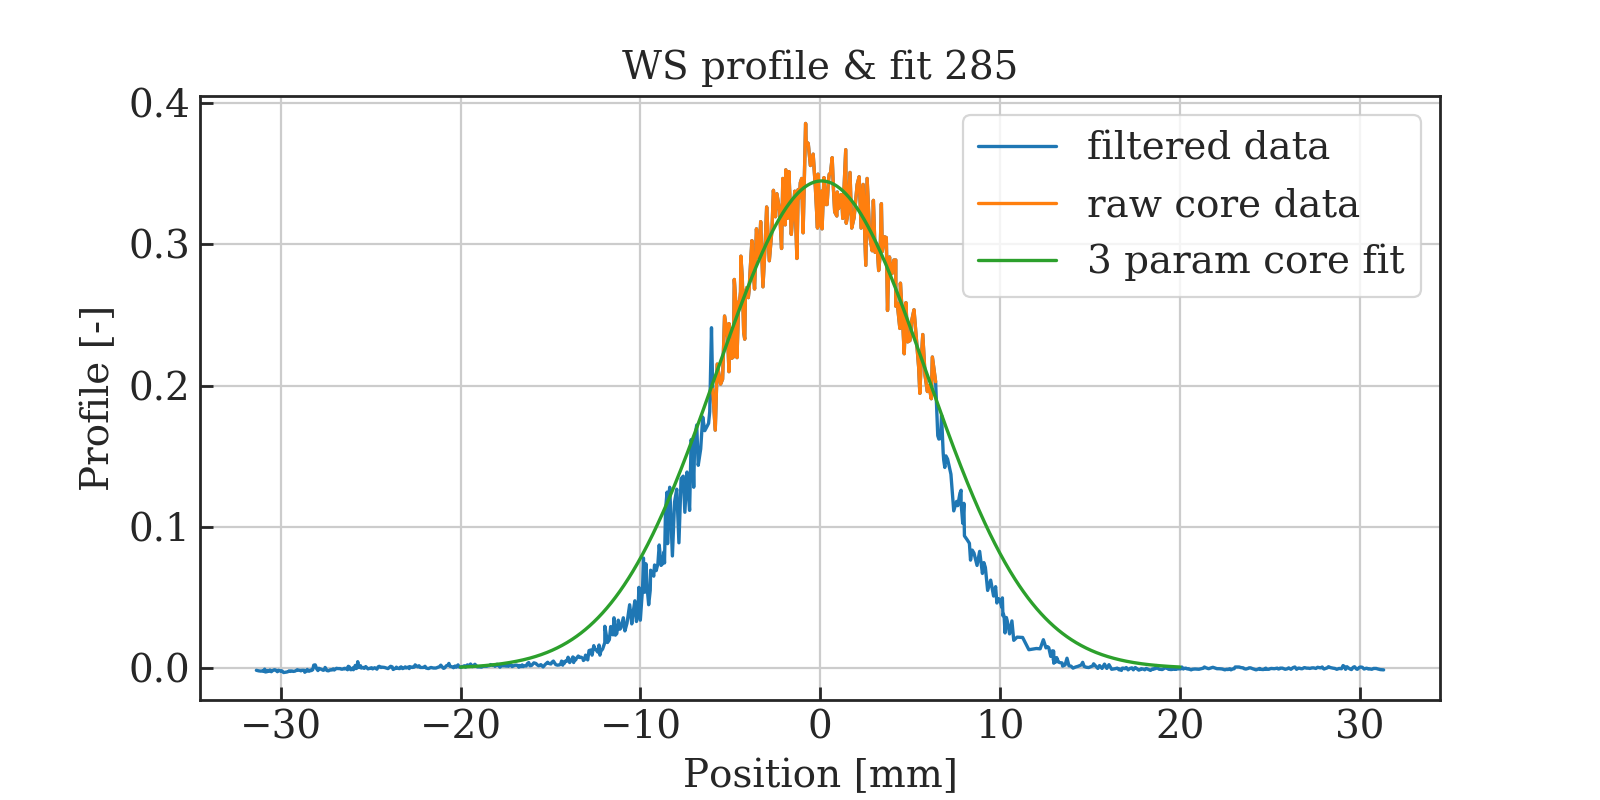 WS profile & fit 285
0.4
0.3
0.2
0.1
0.0
Profile [-]
filtered data
raw core data
3 param core fit
−30 −20 −10 0 10 20 30
Position [mm]